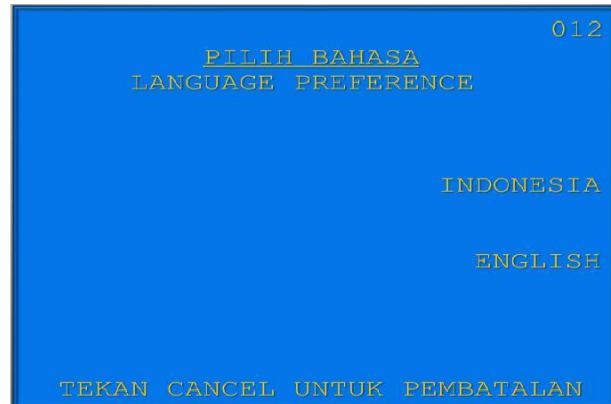 012
PILIH BAHASA
LANGUAGE PREFERENCE
INDONESIA
ENGLISH
TEKAN CANCEL UNTUK PEMBATALAN